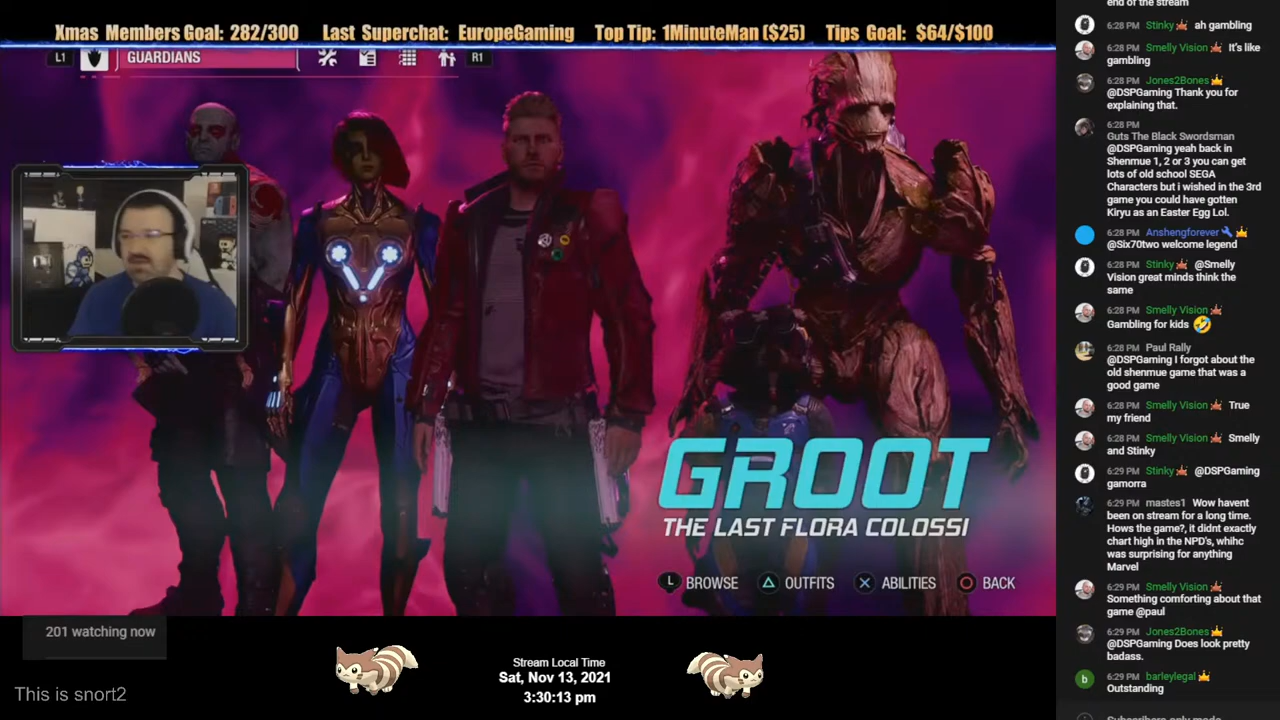 Xmas Members Goal: 282/300 Last Superchat: EuropeGaming Top Tip: 1MinuteMan ($25) Tips Goal: $64/$100
L1 GUARDIANS R1
GROOT
THE LAST FLORA COLOSSI
L BROWSE OUTFITS ABILITIES BACK
201 watching now
This is snort2
Stream Local Time
Sat, Nov 13, 2021
3:30:13 pm
end of the stream
6:28 PM Stinky ah gambling
6:28 PM Smelly Vision It's like
gambling
6:28 PM Jones2Bones
@DSPGaming Thank you for
explaining that.
6:28 PM
Guts The Black Swordsman
@DSPGaming yeah back in
Shenmue 1, 2 or 3 you can get
lots of old school SEGA
Characters but i wished in the 3rd
game you could have gotten
Kiryu as an Easter Egg Lol.
6:28 PM Anshengforever
@Six70two welcome legend
6:28 PM Stinky @Smelly
Vision great minds think the
same
6:28 PM Smelly Vision
Gambling for kids 🤣
6:28 PM Paul Rally
@DSPGaming I forgot about the
old shenmue game that was a
good game
6:28 PM Smelly Vision True
my friend
6:28 PM Smelly Vision Smelly
and Stinky
6:29 PM Stinky @DSPGaming
gamorra
6:29 PM mastes1 Wow havent
been on stream for a long time.
Hows the game?, it didnt exactly
chart high in the NPD's, whihc
was surprising for anything
Marvel
6:29 PM Smelly Vision
Something comforting about that
game @paul
6:29 PM Jones2Bones
@DSPGaming Does look pretty
badass.
b 6:29 PM barleylegal
Outstanding
Subscribers-only mode